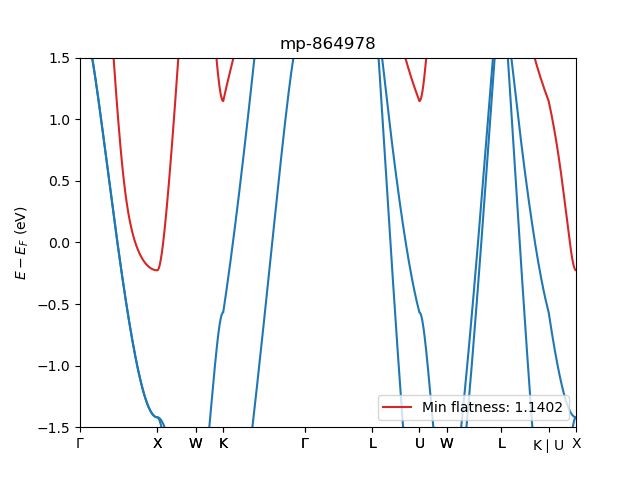 mp-864978
E − E_F (eV)
1.5
1.0
0.5
0.0
−0.5
−1.0
−1.5
Min flatness: 1.1402
Γ X W K Γ L U W L K | U X